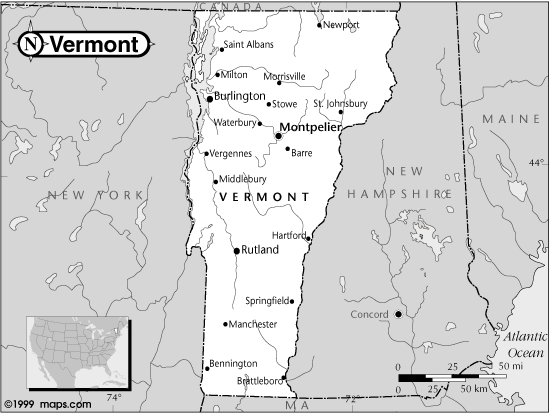 CANADA
N Vermont
Newport
Saint Albans
Milton
Morrisville
Burlington
Stowe
St. Johnsbury
Waterbury
Montpelier
MAINE
Barre
Vergennes
44°
NEW YORK
Middlebury
VERMONT
NEW
HAMPSHIRE
Hartford
Rutland
Springfield
Concord
Manchester
Atlantic
Ocean
Bennington
0 25 50 mi
Brattleboro
0 25 50 km
©1999 maps.com
74°
MA
72°